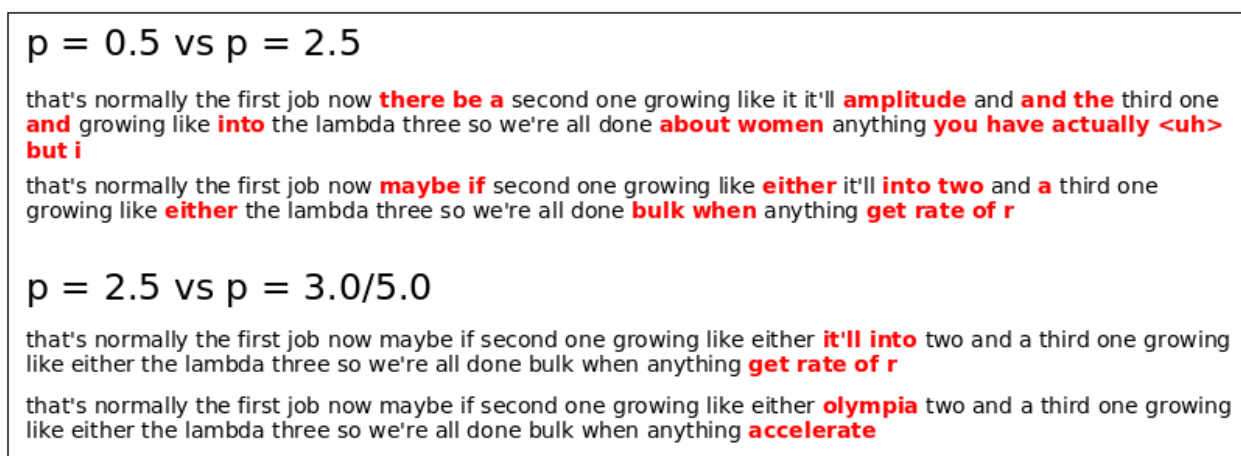 p = 0.5 vs p = 2.5
that's normally the first job now there be a second one growing like it it'll amplitude and and the third one
and growing like into the lambda three so we're all done about women anything you have actually <uh>
but i
that's normally the first job now maybe if second one growing like either it'll into two and a third one
growing like either the lambda three so we're all done bulk when anything get rate of r
p = 2.5 vs p = 3.0/5.0
that's normally the first job now maybe if second one growing like either it'll into two and a third one growing
like either the lambda three so we're all done bulk when anything get rate of r
that's normally the first job now maybe if second one growing like either olympia two and a third one growing
like either the lambda three so we're all done bulk when anything accelerate